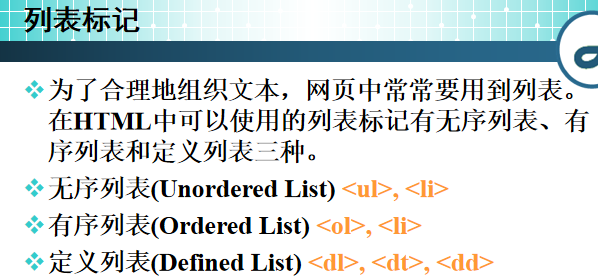 列表标记
为了合理地组织文本，网页中常常要用到列表。
在HTML中可以使用的列表标记有无序列表、有
序列表和定义列表三种。
无序列表(Unordered List) <ul>, <li>
有序列表(Ordered List) <ol>, <li>
定义列表(Defined List) <dl>, <dt>, <dd>